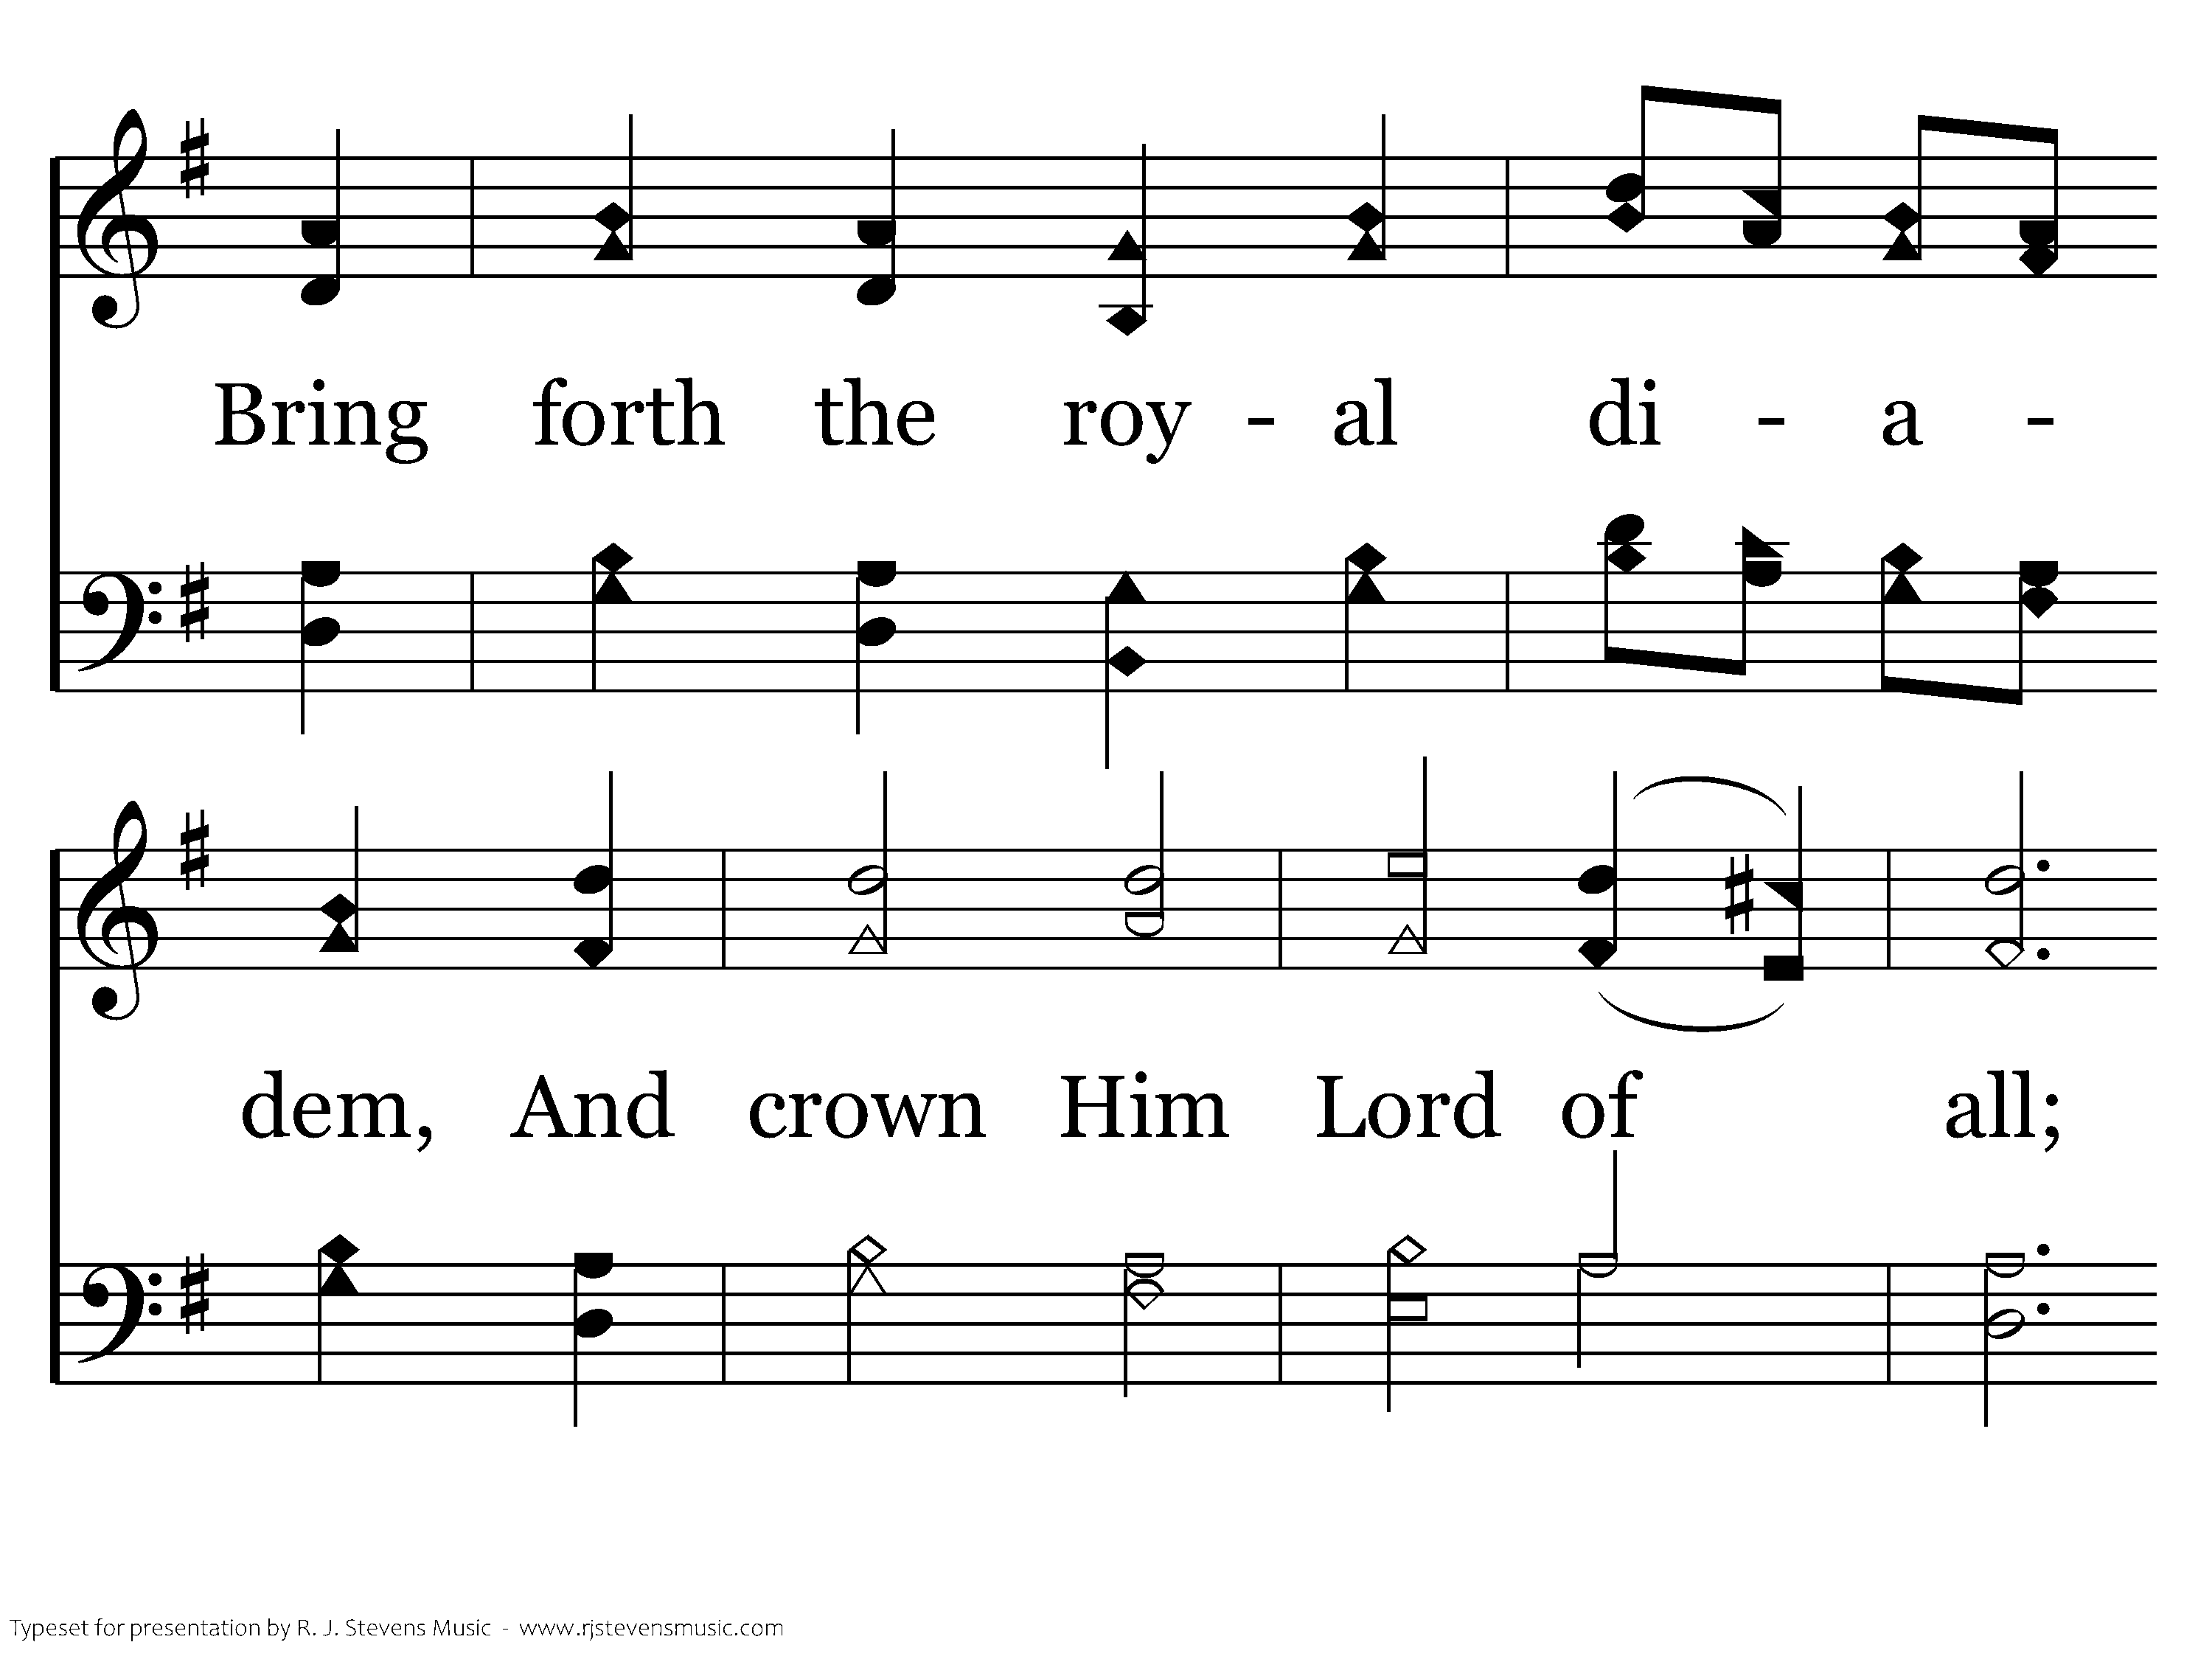 Bring forth the roy - al di - a -
dem, And crown Him Lord of all;
Typeset for presentation by R. J. Stevens Music - www.rjstevensmusic.com